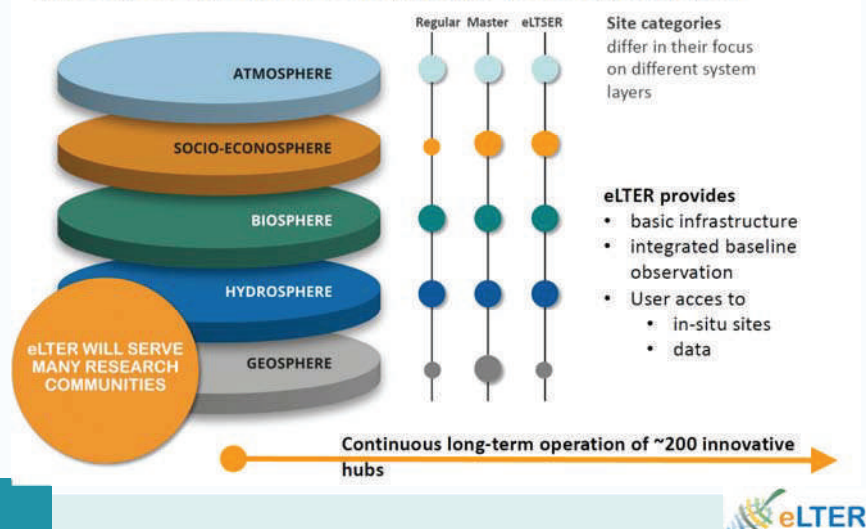 Regular Master eLTSER
Site categories
differ in their focus
on different system
layers
ATMOSPHERE
SOCIO-ECONOSPHERE
BIOSPHERE
HYDROSPHERE
GEOSPHERE
eLTER WILL SERVE
MANY RESEARCH
COMMUNITIES
eLTER provides
• basic infrastructure
• integrated baseline
observation
• User acces to
• in-situ sites
• data
Continuous long-term operation of ~200 innovative
hubs
eLTER